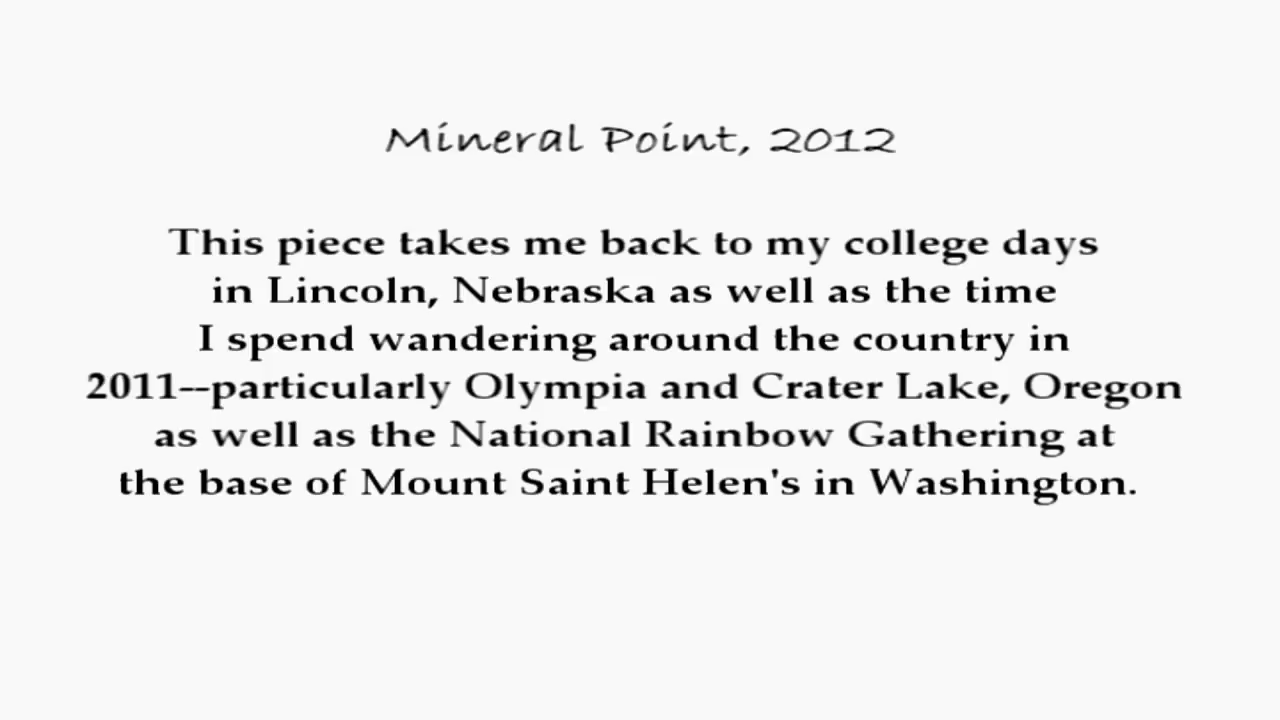 Mineral Point, 2012
This piece takes me back to my college days
in Lincoln, Nebraska as well as the time
I spend wandering around the country in
2011--particularly Olympia and Crater Lake, Oregon
as well as the National Rainbow Gathering at
the base of Mount Saint Helen's in Washington.